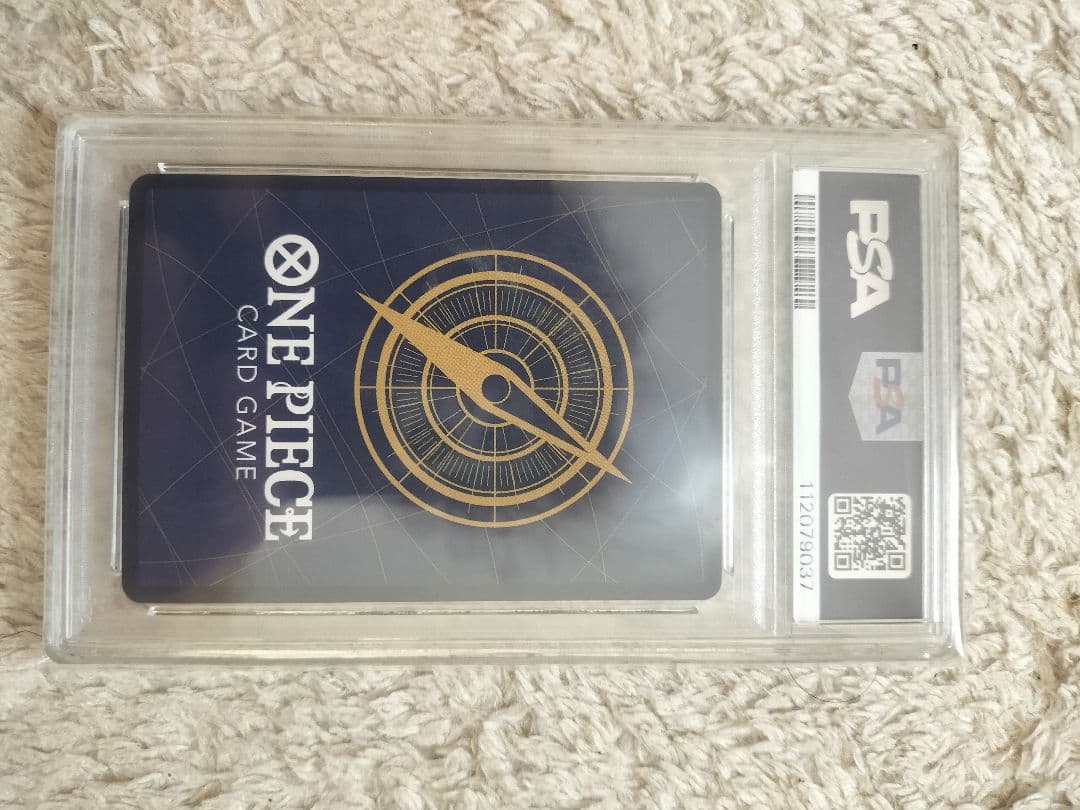 PSA
PSA
112079037
ONE PIECE
CARD GAME